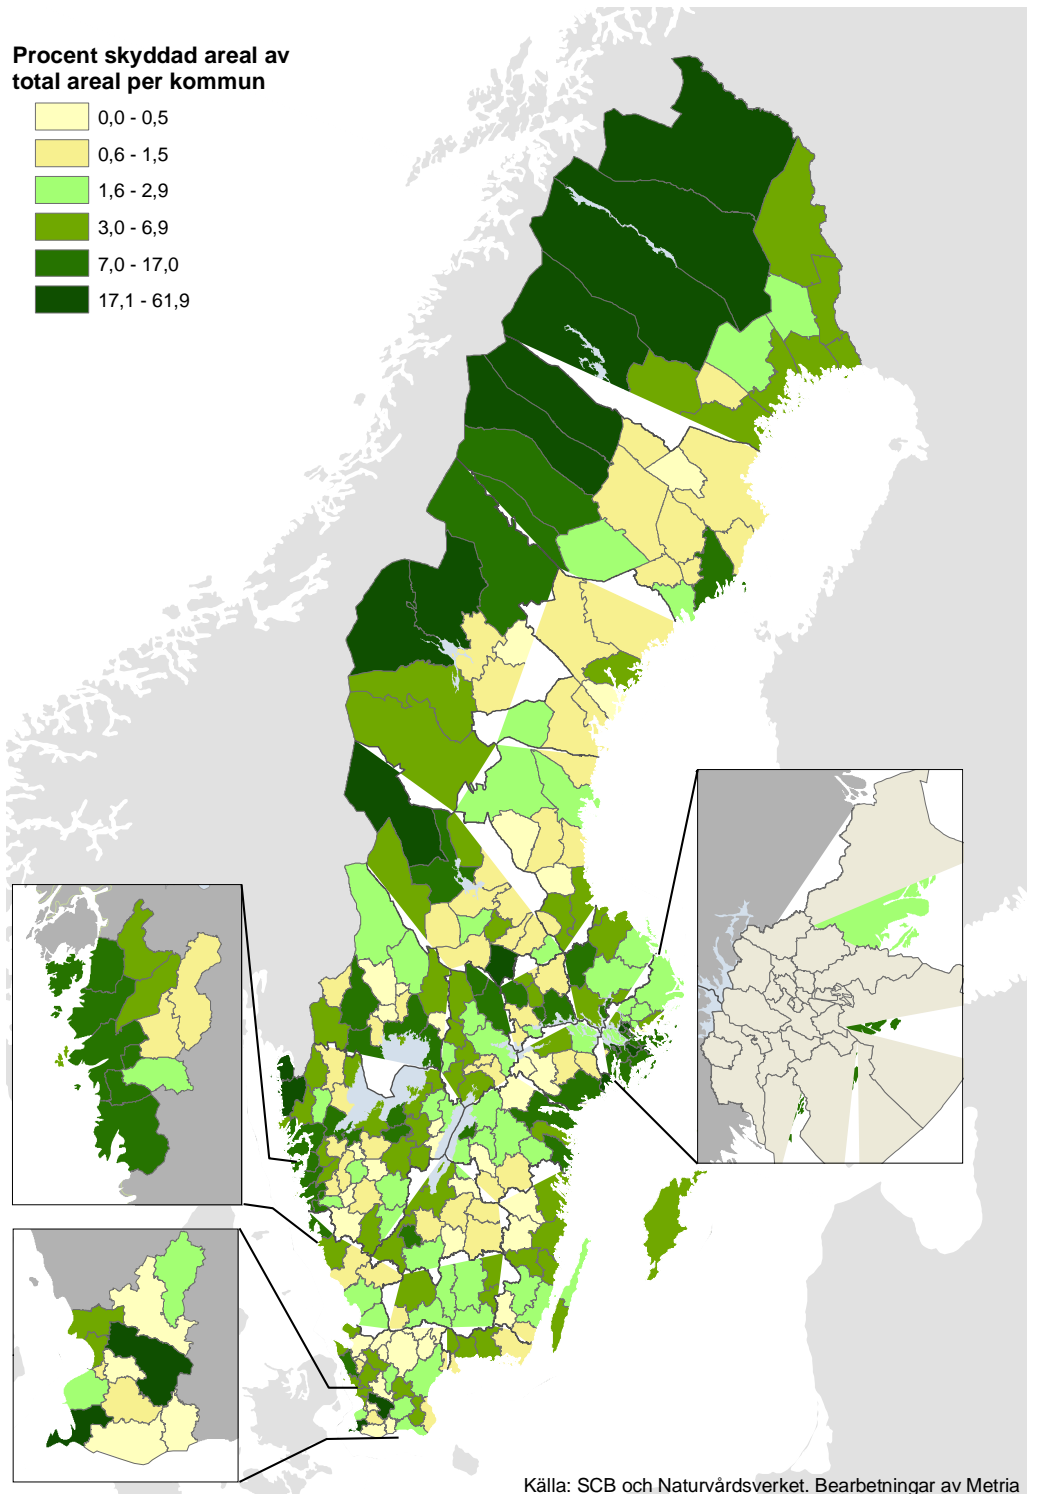 Procent skyddad areal av
total areal per kommun
0,0 - 0,5
0,6 - 1,5
1,6 - 2,9
3,0 - 6,9
7,0 - 17,0
17,1 - 61,9
Källa: SCB och Naturvårdsverket. Bearbetningar av Metria